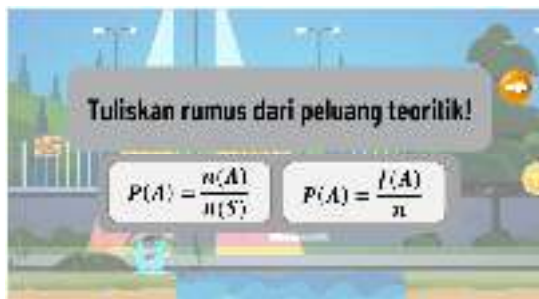 Tuliskan rumus dari peluang teoritik!
P(A) = n(A)/n(S)
P(A) = f(A)/n